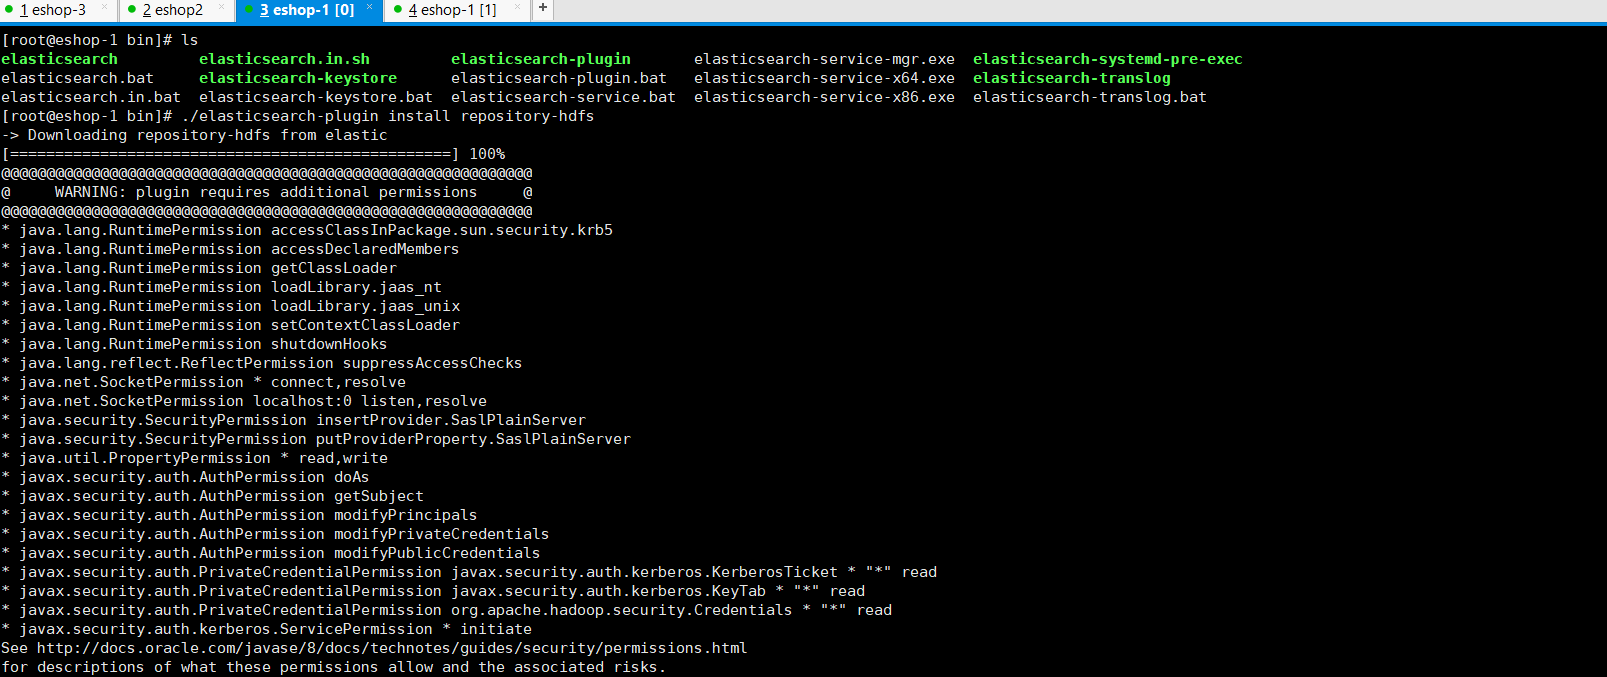 1 eshop-3 × 2 eshop2 × 3 eshop-1 [0] × 4 eshop-1 [1] × +
[root@eshop-1 bin]# ls
elasticsearch elasticsearch.in.sh elasticsearch-plugin elasticsearch-service-mgr.exe elasticsearch-systemd-pre-exec
elasticsearch.bat elasticsearch-keystore elasticsearch-plugin.bat elasticsearch-service-x64.exe elasticsearch-translog
elasticsearch.in.bat elasticsearch-keystore.bat elasticsearch-service.bat elasticsearch-service-x86.exe elasticsearch-translog.bat
[root@eshop-1 bin]# ./elasticsearch-plugin install repository-hdfs
-> Downloading repository-hdfs from elastic
[=================================================] 100%
@@@@@@@@@@@@@@@@@@@@@@@@@@@@@@@@@@@@@@@@@@@@@@@@@@@@@@@@@@@
@     WARNING: plugin requires additional permissions     @
@@@@@@@@@@@@@@@@@@@@@@@@@@@@@@@@@@@@@@@@@@@@@@@@@@@@@@@@@@@
* java.lang.RuntimePermission accessClassInPackage.sun.security.krb5
* java.lang.RuntimePermission accessDeclaredMembers
* java.lang.RuntimePermission getClassLoader
* java.lang.RuntimePermission loadLibrary.jaas_nt
* java.lang.RuntimePermission loadLibrary.jaas_unix
* java.lang.RuntimePermission setContextClassLoader
* java.lang.RuntimePermission shutdownHooks
* java.lang.reflect.ReflectPermission suppressAccessChecks
* java.net.SocketPermission * connect,resolve
* java.net.SocketPermission localhost:0 listen,resolve
* java.security.SecurityPermission insertProvider.SaslPlainServer
* java.security.SecurityPermission putProviderProperty.SaslPlainServer
* java.util.PropertyPermission * read,write
* javax.security.auth.AuthPermission doAs
* javax.security.auth.AuthPermission getSubject
* javax.security.auth.AuthPermission modifyPrincipals
* javax.security.auth.AuthPermission modifyPrivateCredentials
* javax.security.auth.AuthPermission modifyPublicCredentials
* javax.security.auth.PrivateCredentialPermission javax.security.auth.kerberos.KerberosTicket * "*" read
* javax.security.auth.PrivateCredentialPermission javax.security.auth.kerberos.KeyTab * "*" read
* javax.security.auth.PrivateCredentialPermission org.apache.hadoop.security.Credentials * "*" read
* javax.security.auth.kerberos.ServicePermission * initiate
See http://docs.oracle.com/javase/8/docs/technotes/guides/security/permissions.html
for descriptions of what these permissions allow and the associated risks.